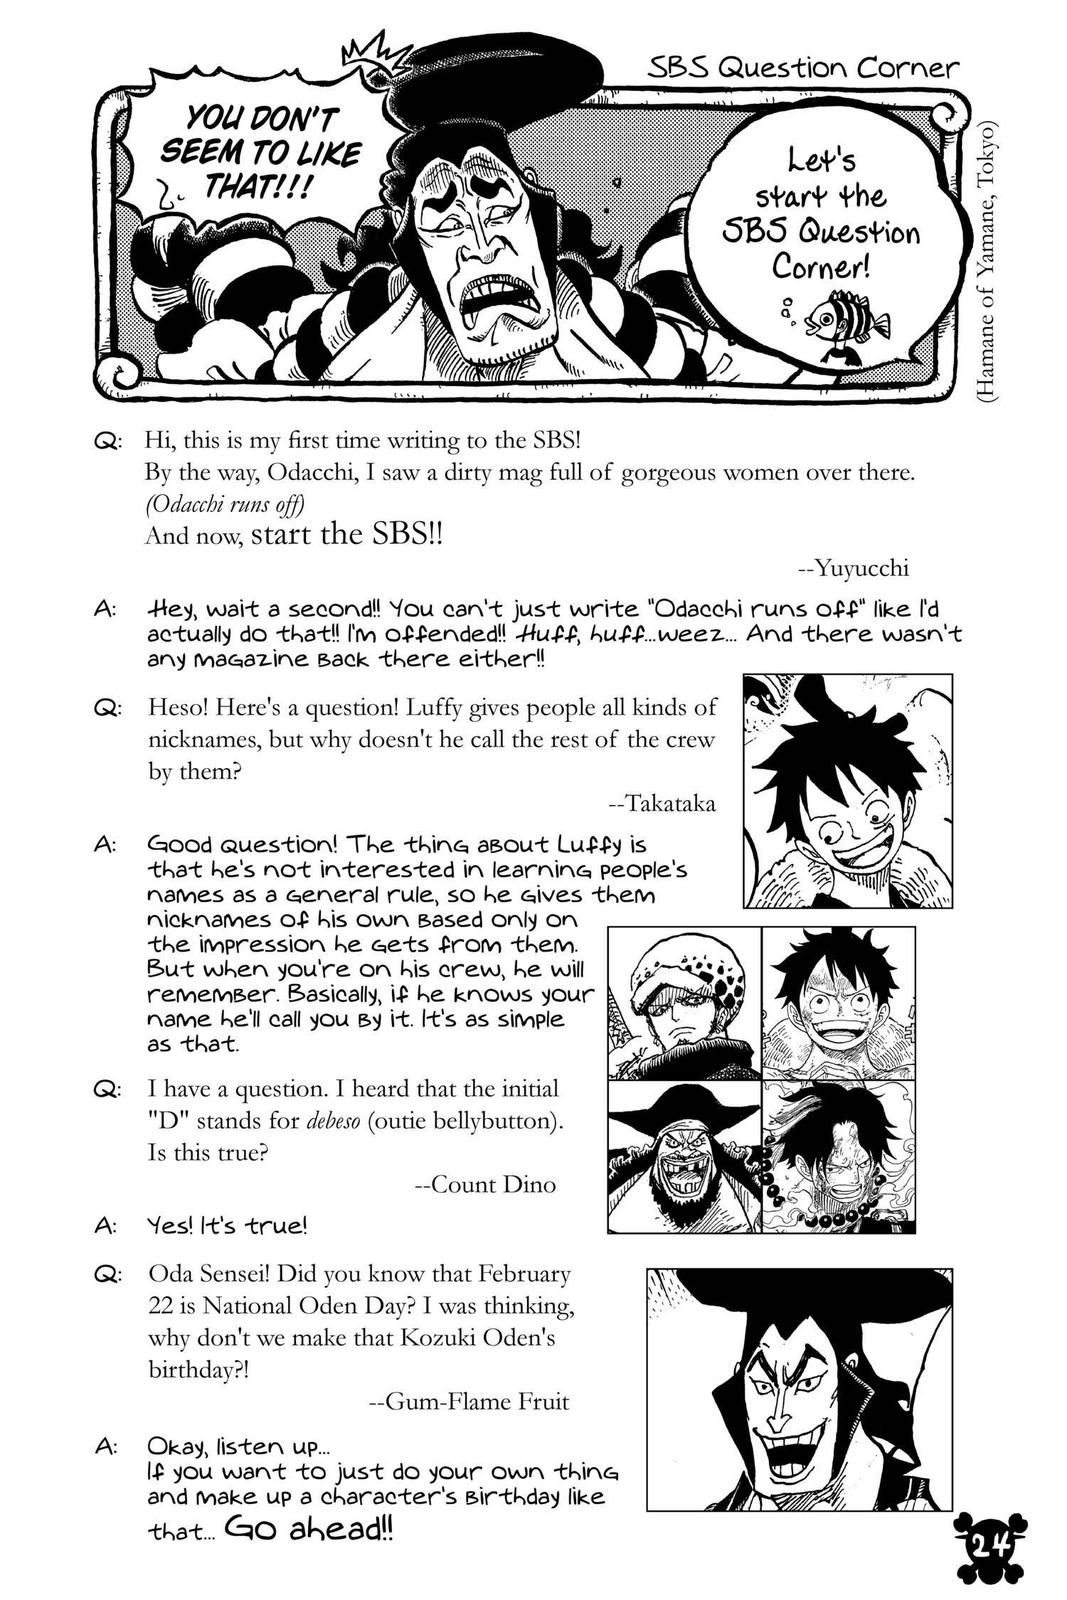 SBS Question Corner
YOU DON'T
SEEM TO LIKE
THAT!!!
Let's
start the
SBS Question
Corner!
(Hamane of Yamane, Tokyo)
Q: Hi, this is my first time writing to the SBS!
By the way, Odacchi, I saw a dirty mag full of gorgeous women over there.
(Odacchi runs off)
And now, start the SBS!!
--Yuyucchi
A: Hey, wait a second!! You can't just write "Odacchi runs off" like I'd
actually do that!! I'm offended!! Huff, huff...weez... And there wasn't
any magazine back there either!!
Q: Heso! Here's a question! Luffy gives people all kinds of
nicknames, but why doesn't he call the rest of the crew
by them?
--Takataka
A: Good question! The thing about Luffy is
that he's not interested in learning people's
names as a general rule, so he gives them
nicknames of his own based only on
the impression he gets from them.
But when you're on his crew, he will
remember. Basically, if he knows your
name he'll call you by it. It's as simple
as that.
Q: I have a question. I heard that the initial
"D" stands for debeso (outie bellybutton).
Is this true?
--Count Dino
A: Yes! It's true!
Q: Oda Sensei! Did you know that February
22 is National Oden Day? I was thinking,
why don't we make that Kozuki Oden's
birthday?!
--Gum-Flame Fruit
A: Okay, listen up...
If you want to just do your own thing
and make up a character's birthday like
that... Go ahead!!
24